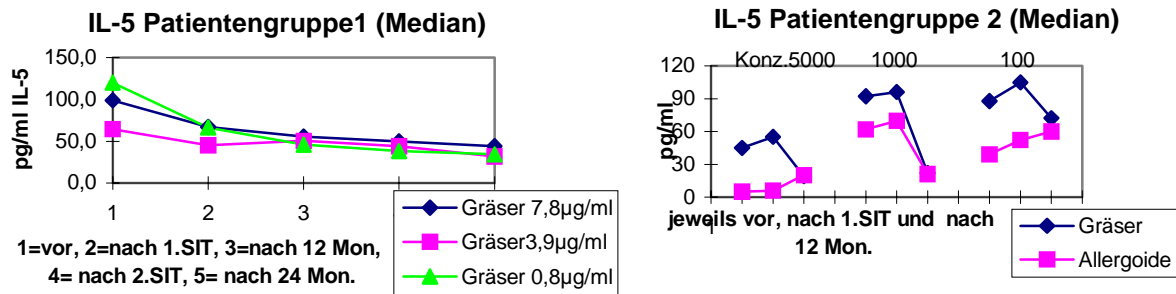 IL-5 Patientengruppe1 (Median)
pg/ml IL-5
150,0
100,0
50,0
0,0
1 2 3
1=vor, 2=nach 1.SIT, 3=nach 12 Mon,
4= nach 2.SIT, 5= nach 24 Mon.
Gräser 7,8µg/ml
Gräser3,9µg/ml
Gräser 0,8µg/ml
IL-5 Patientengruppe 2 (Median)
Konz.5000 1000 100
pg/ml
120
90
60
30
0
jeweils vor, nach 1.SIT und nach
12 Mon.
Gräser
Allergoide